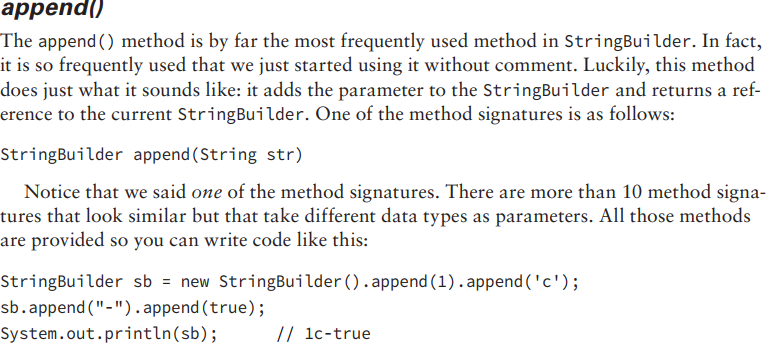 append()
The append() method is by far the most frequently used method in StringBuilder. In fact,
it is so frequently used that we just started using it without comment. Luckily, this method
does just what it sounds like: it adds the parameter to the StringBuilder and returns a ref-
erence to the current StringBuilder. One of the method signatures is as follows:
StringBuilder append(String str)
Notice that we said one of the method signatures. There are more than 10 method signa-
tures that look similar but that take different data types as parameters. All those methods
are provided so you can write code like this:
StringBuilder sb = new StringBuilder().append(1).append('c');
sb.append("-").append(true);
System.out.println(sb);      // 1c-true